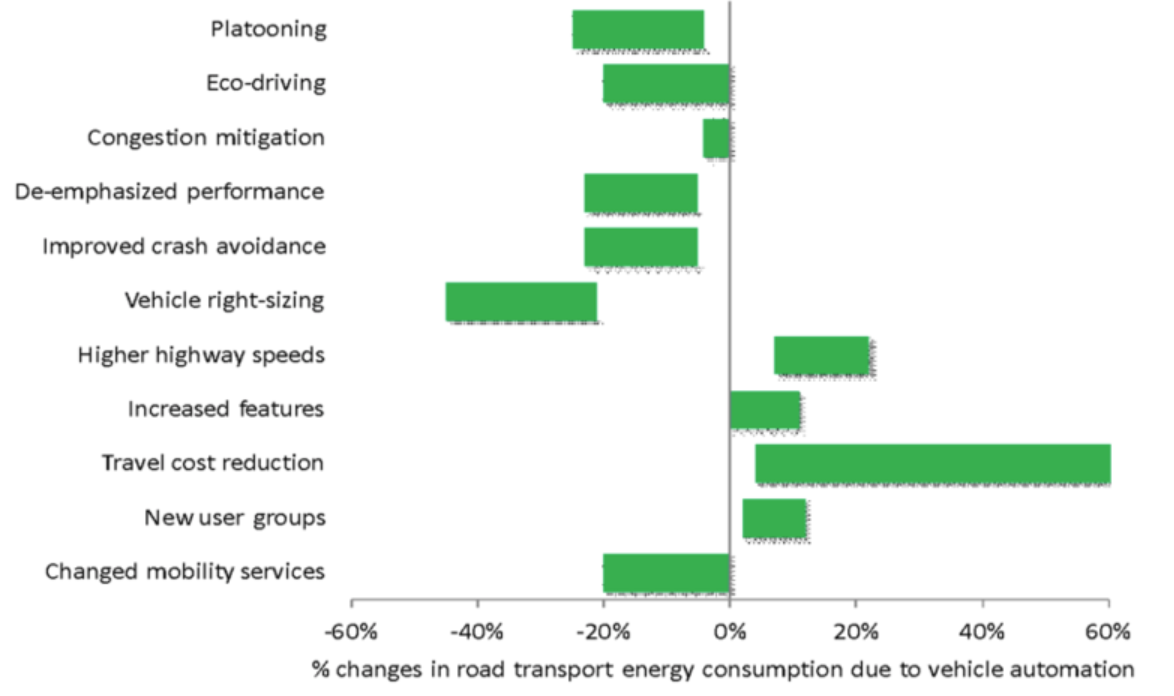 Platooning
Eco-driving
Congestion mitigation
De-emphasized performance
Improved crash avoidance
Vehicle right-sizing
Higher highway speeds
Increased features
Travel cost reduction
New user groups
Changed mobility services
-60% -40% -20% 0% 20% 40% 60%
% changes in road transport energy consumption due to vehicle automation